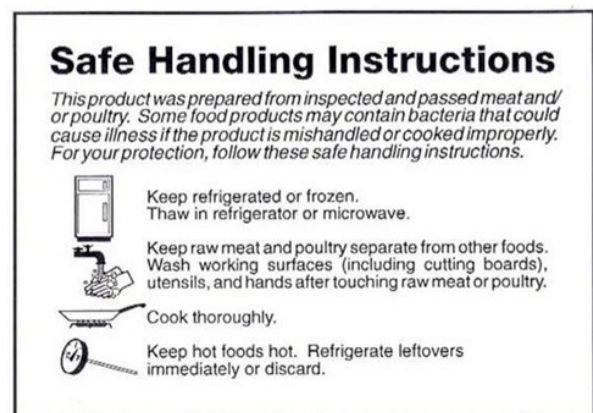 Safe Handling Instructions
This product was prepared from inspected and passed meat and/
or poultry. Some food products may contain bacteria that could
cause illness if the product is mishandled or cooked improperly.
For your protection, follow these safe handling instructions.
Keep refrigerated or frozen.
Thaw in refrigerator or microwave.
Keep raw meat and poultry separate from other foods.
Wash working surfaces (including cutting boards),
utensils, and hands after touching raw meat or poultry.
Cook thoroughly.
Keep hot foods hot. Refrigerate leftovers
immediately or discard.